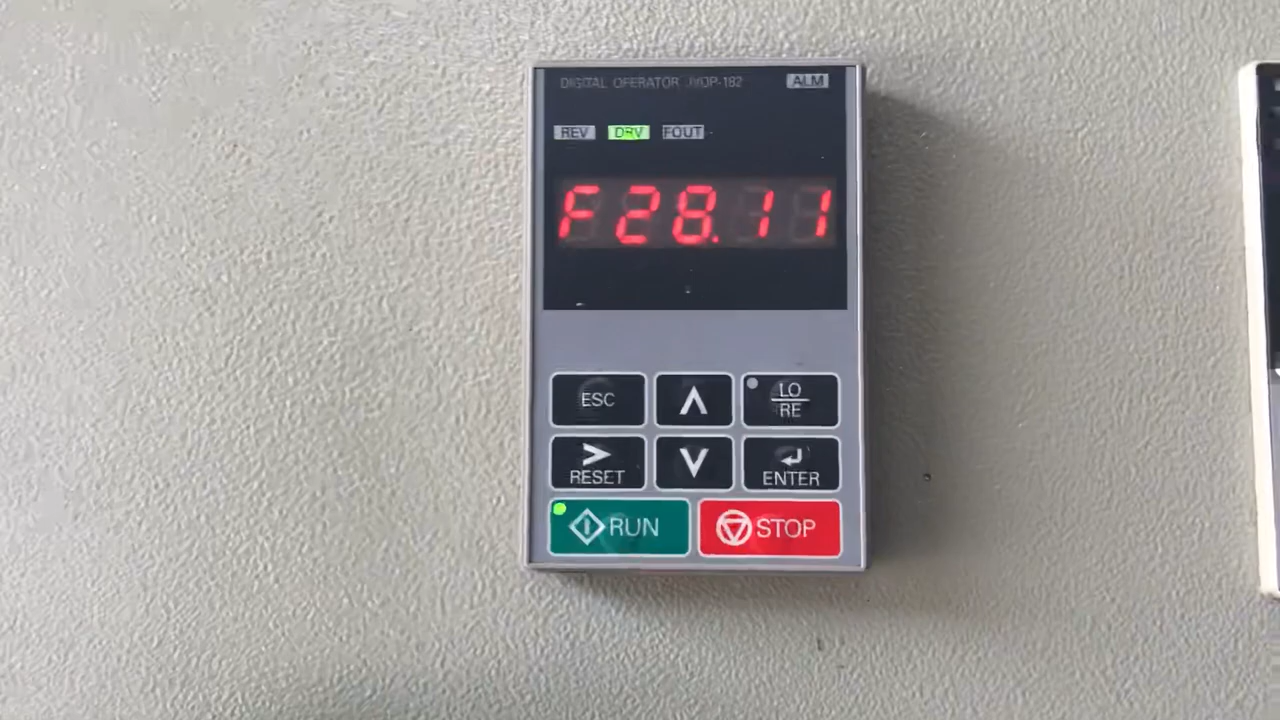 DIGITAL OPERATOR JVOP-182 ALM
REV DRV FOUT
F28.11
ESC LO
RE
RESET ENTER
RUN STOP